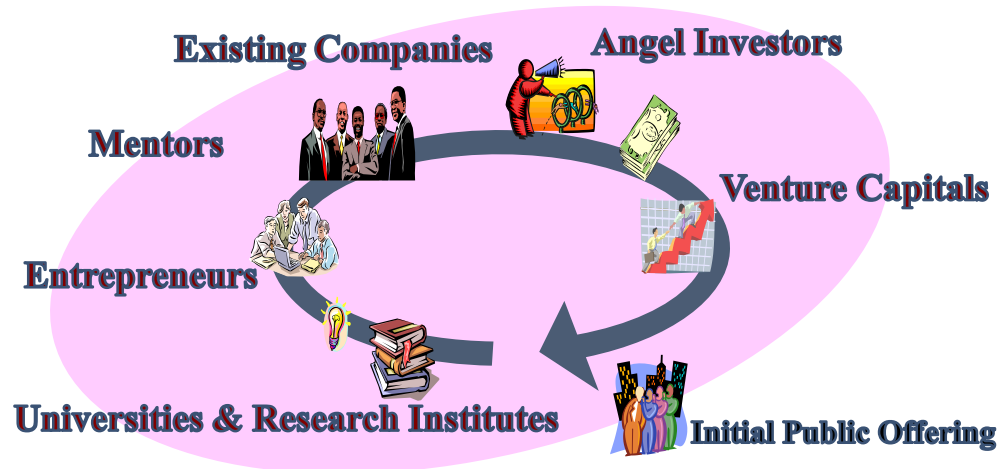 Existing Companies
Angel Investors
Mentors
Venture Capitals
Entrepreneurs
Universities & Research Institutes
Initial Public Offering